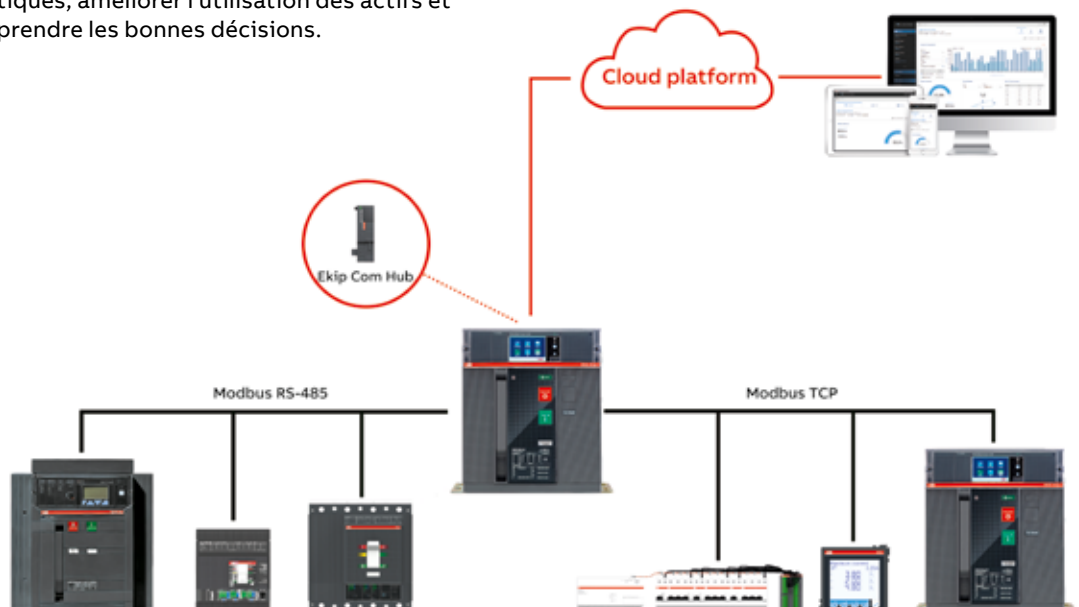 tiques, améliorer l'utilisation des actifs et
prendre les bonnes décisions.
Cloud platform
Ekip Com Hub
Modbus RS-485
Modbus TCP